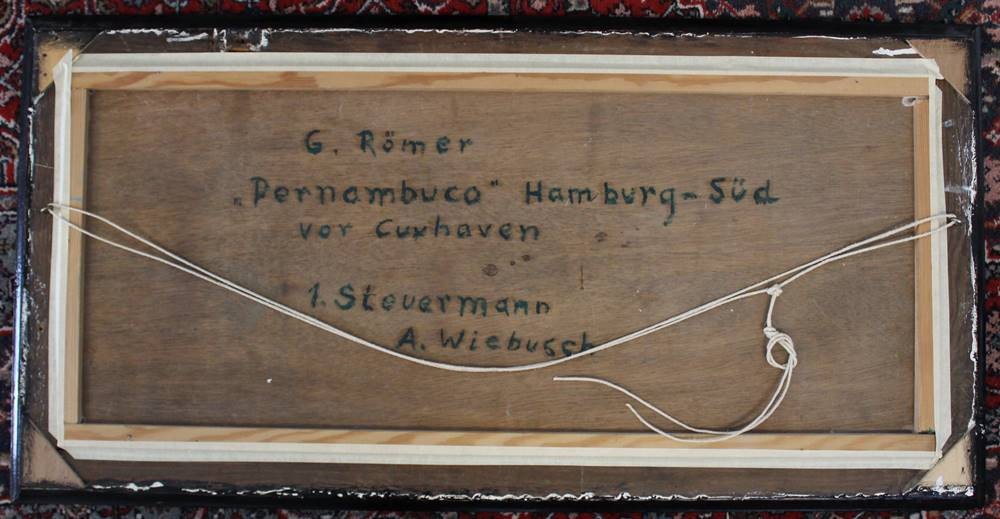 G. Römer
„Pernambuco" Hamburg-Süd
vor Cuxhaven
1. Steuermann
A. Wiebusch